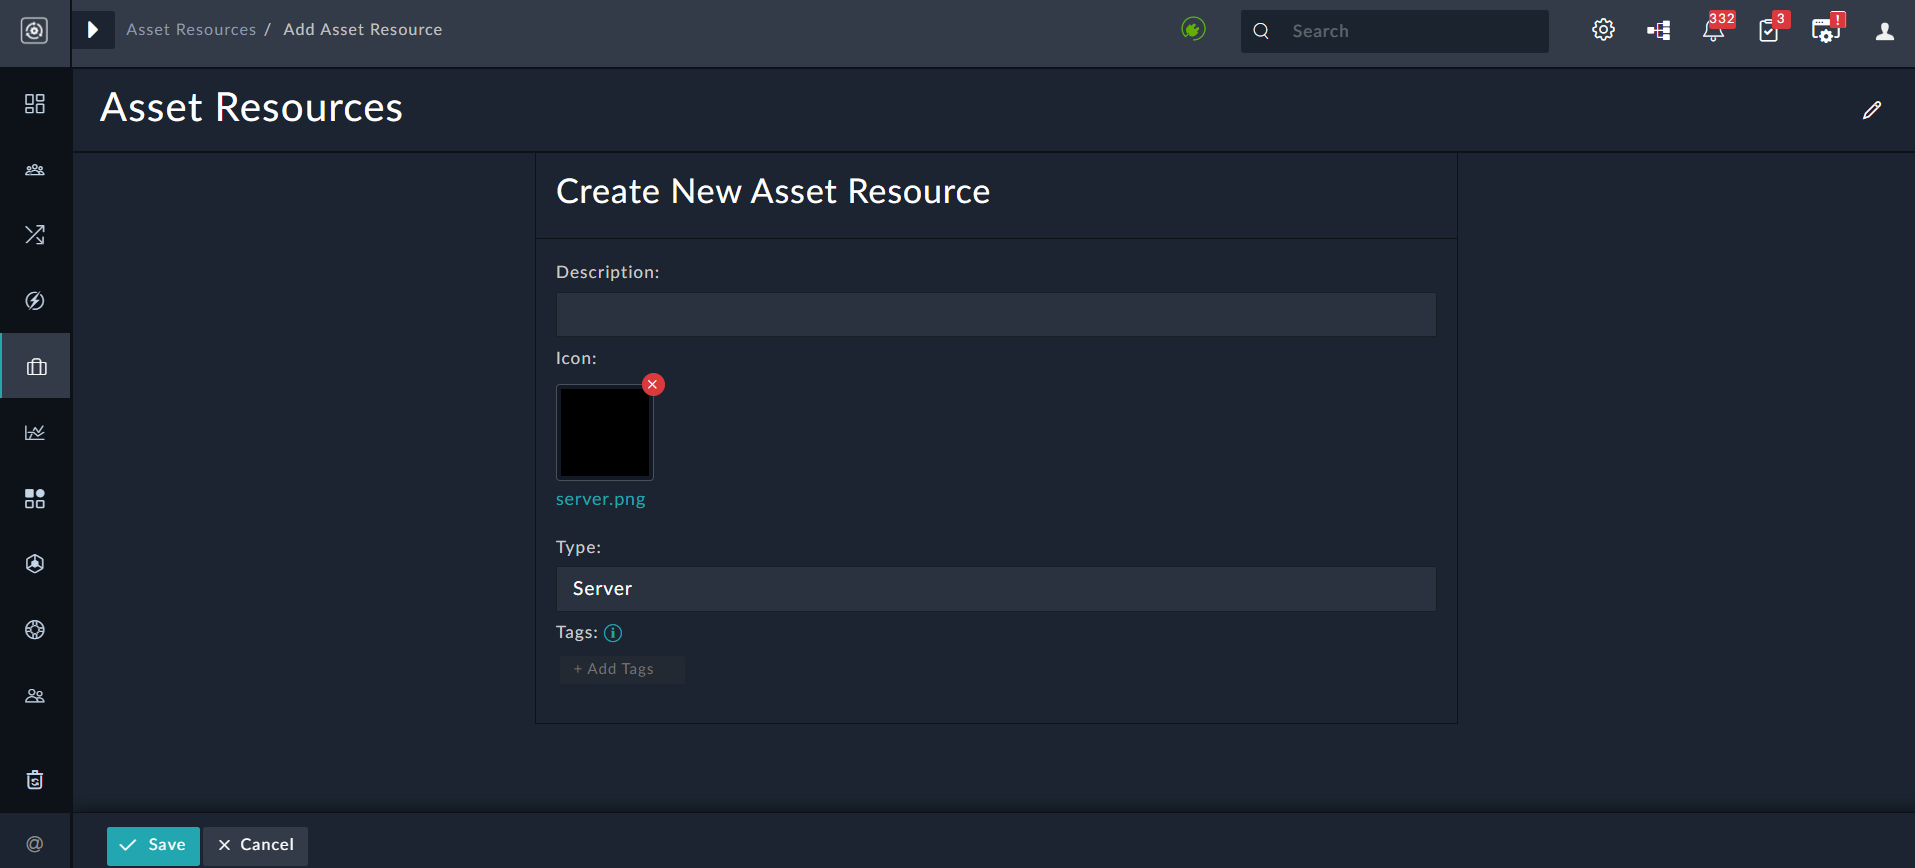 Asset Resources / Add Asset Resource
Search
332
3
!
Asset Resources
Create New Asset Resource
Description:
Icon:
server.png
Type:
Server
Tags:
+ Add Tags
@
Save
Cancel